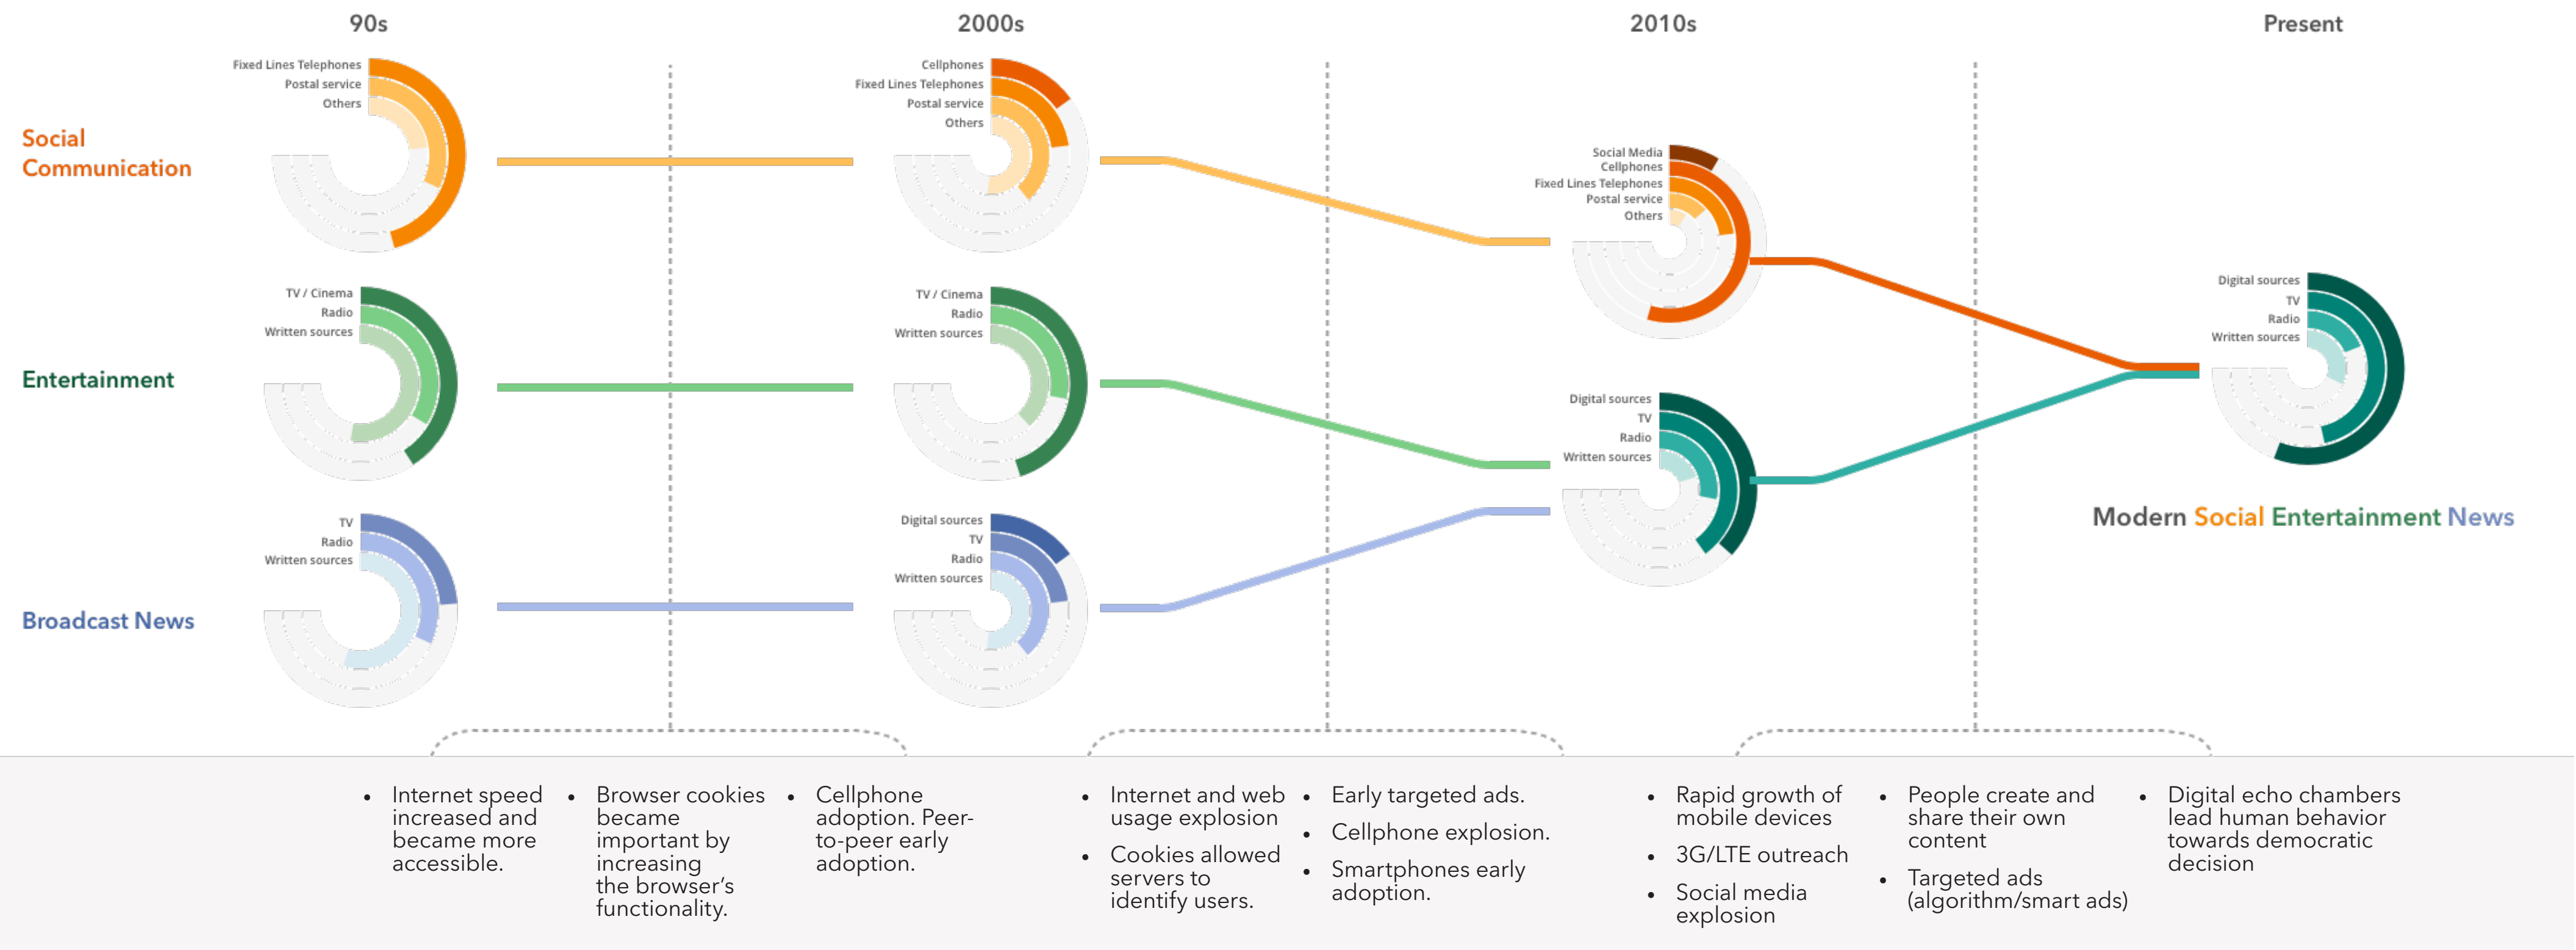 90s
2000s
2010s
Present
Social
Communication
Fixed Lines Telephones
Postal service
Others
Cellphones
Fixed Lines Telephones
Postal service
Others
Social Media
Cellphones
Fixed Lines Telephones
Postal service
Others
Entertainment
TV / Cinema
Radio
Written sources
TV / Cinema
Radio
Written sources
Digital sources
TV
Radio
Written sources
Digital sources
TV
Radio
Written sources
Modern Social Entertainment News
Broadcast News
TV
Radio
Written sources
Digital sources
TV
Radio
Written sources
• Internet speed
increased and
became more
accessible.
• Browser cookies
became
important by
increasing
the browser’s
functionality.
• Cellphone
adoption. Peer-
to-peer early
adoption.
• Internet and web
usage explosion
• Cookies allowed
servers to
identify users.
• Early targeted ads.
• Cellphone explosion.
• Smartphones early
adoption.
• Rapid growth of
mobile devices
• 3G/LTE outreach
• Social media
explosion
• People create and
share their own
content
• Targeted ads
(algorithm/smart ads)
• Digital echo chambers
lead human behavior
towards democratic
decision